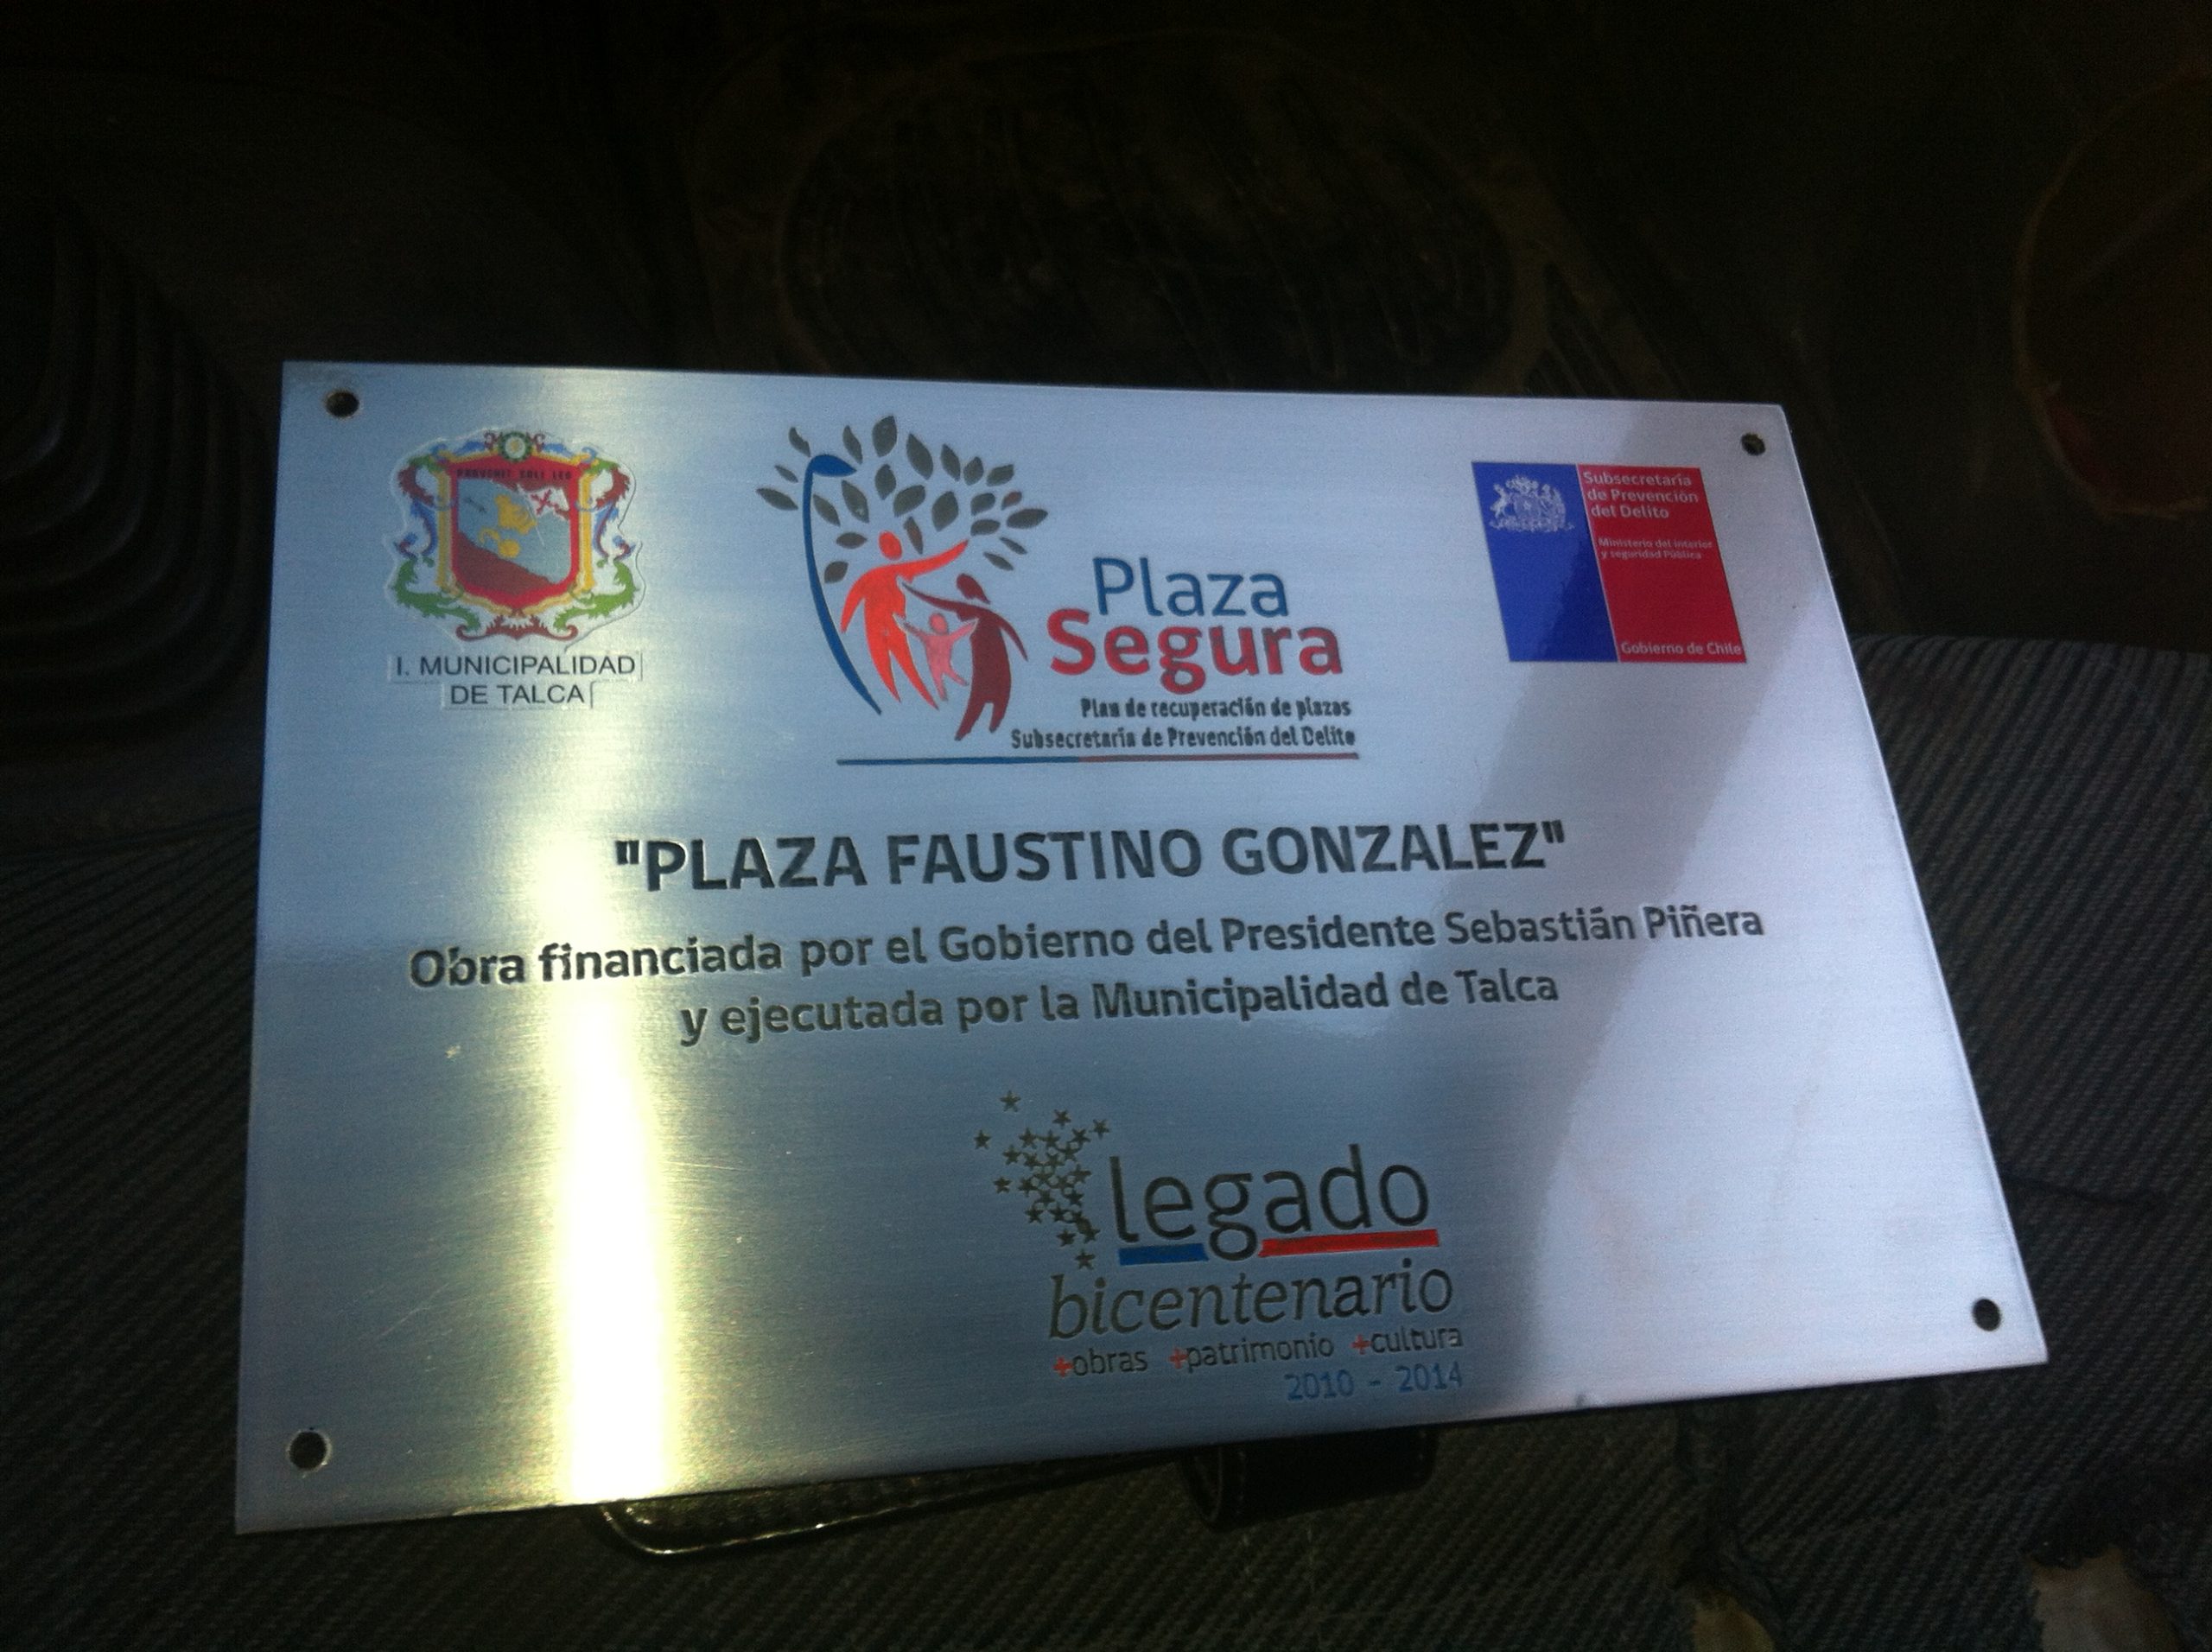 I. MUNICIPALIDAD
DE TALCA
Plaza
Segura
Plan de recuperación de plazas
Subsecretaría de Prevención del Delito
Subsecretaría
de Prevención
del Delito
Ministerio del Interior
y seguridad Pública
Gobierno de Chile
"PLAZA FAUSTINO GONZALEZ"
Obra financiada por el Gobierno del Presidente Sebastián Piñera
y ejecutada por la Municipalidad de Talca
legado
bicentenario
+obras +patrimonio +cultura
2010 - 2014